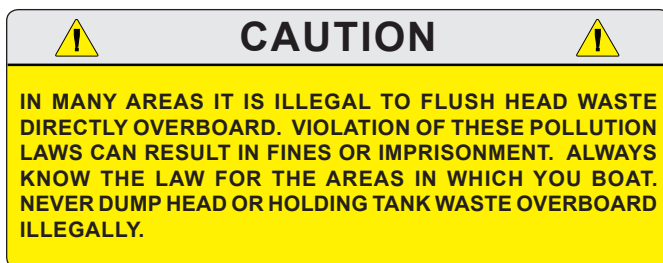 CAUTION
IN MANY AREAS IT IS ILLEGAL TO FLUSH HEAD WASTE
DIRECTLY OVERBOARD. VIOLATION OF THESE POLLUTION
LAWS CAN RESULT IN FINES OR IMPRISONMENT. ALWAYS
KNOW THE LAW FOR THE AREAS IN WHICH YOU BOAT.
NEVER DUMP HEAD OR HOLDING TANK WASTE OVERBOARD
ILLEGALLY.